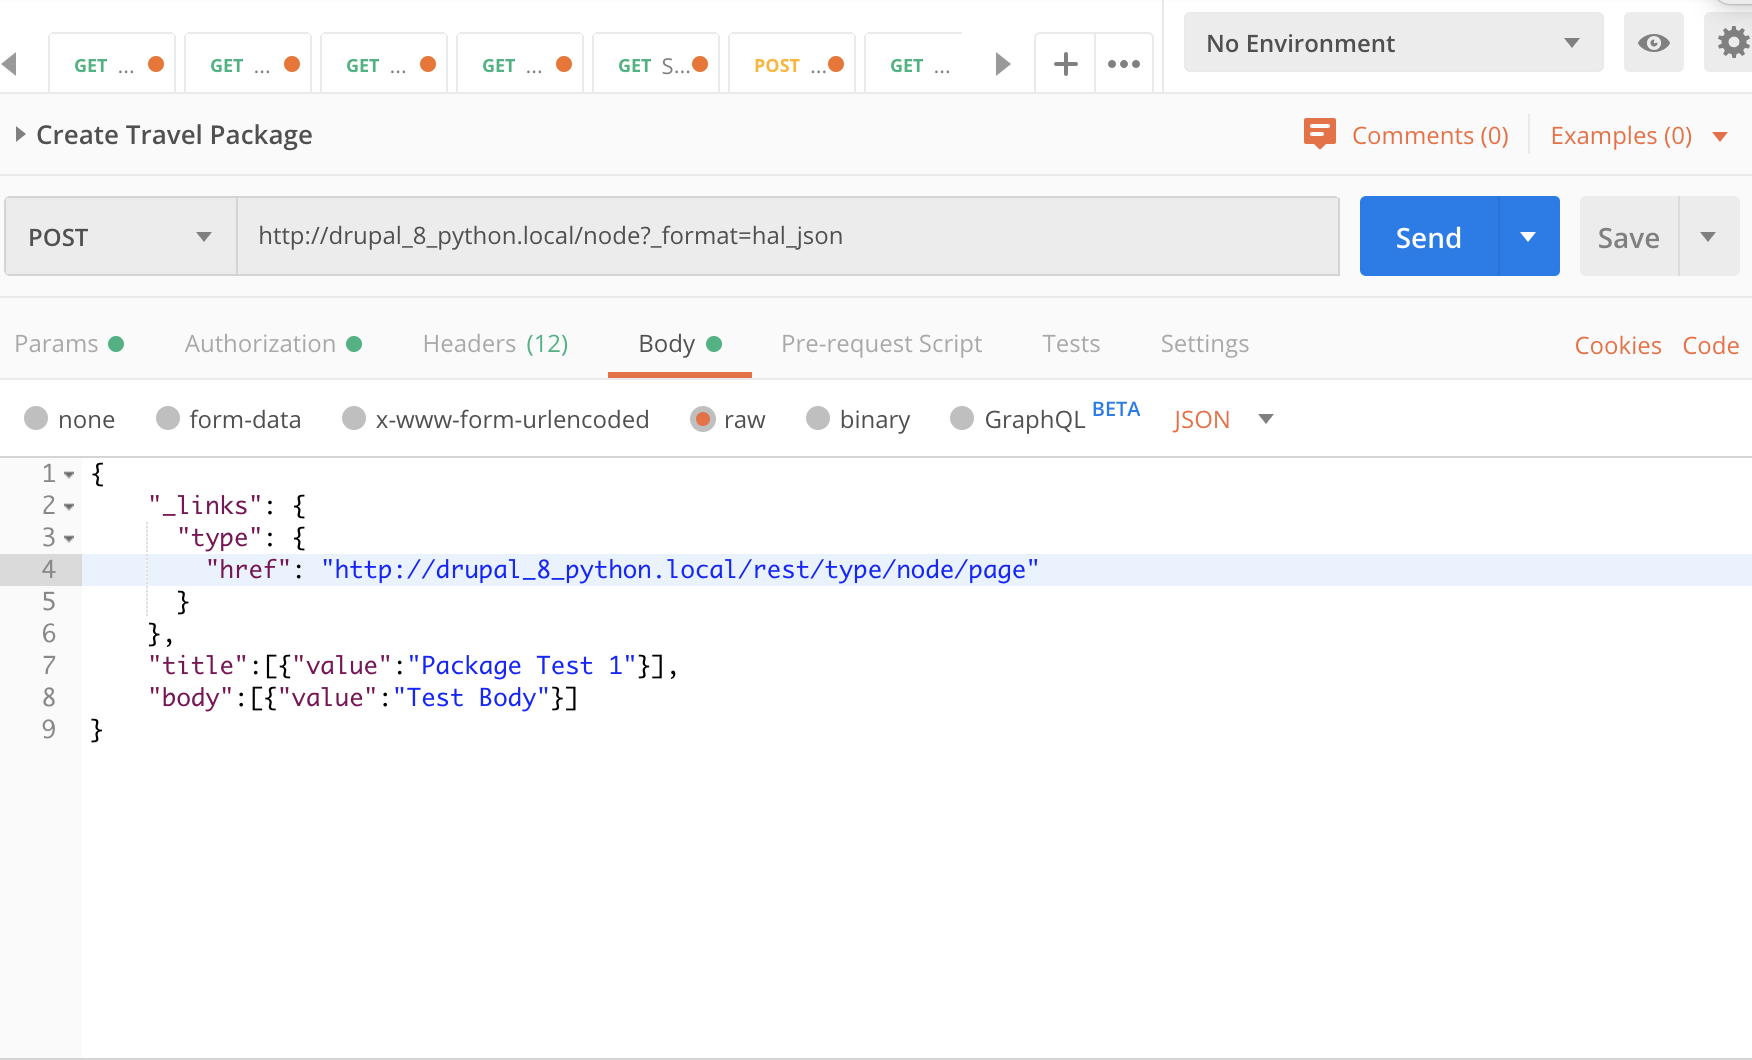 GET ... GET ... GET ... GET ... GET S... POST ... GET ... No Environment
Create Travel Package Comments (0) Examples (0)
POST http://drupal_8_python.local/node?_format=hal_json Send Save
Params Authorization Headers (12) Body Pre-request Script Tests Settings Cookies Code
none form-data x-www-form-urlencoded raw binary GraphQL BETA JSON
1 {
2 "_links": {
3 "type": {
4 "href": "http://drupal_8_python.local/rest/type/node/page"
5 }
6 },
7 "title":[{"value":"Package Test 1"}],
8 "body":[{"value":"Test Body"}]
9 }